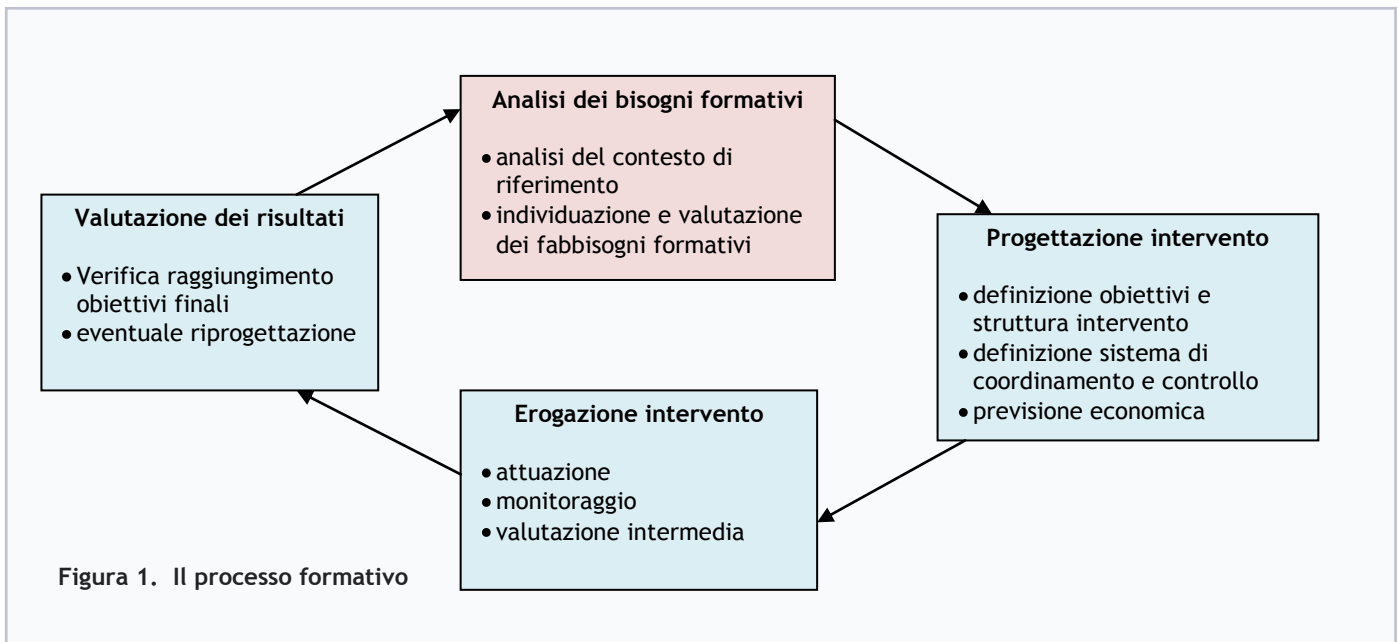 Analisi dei bisogni formativi
• analisi del contesto di
riferimento
• individuazione e valutazione
dei fabbisogni formativi
Progettazione intervento
• definizione obiettivi e
struttura intervento
• definizione sistema di
coordinamento e controllo
• previsione economica
Erogazione intervento
• attuazione
• monitoraggio
• valutazione intermedia
Valutazione dei risultati
• Verifica raggiungimento
obiettivi finali
• eventuale riprogettazione
Figura 1. Il processo formativo